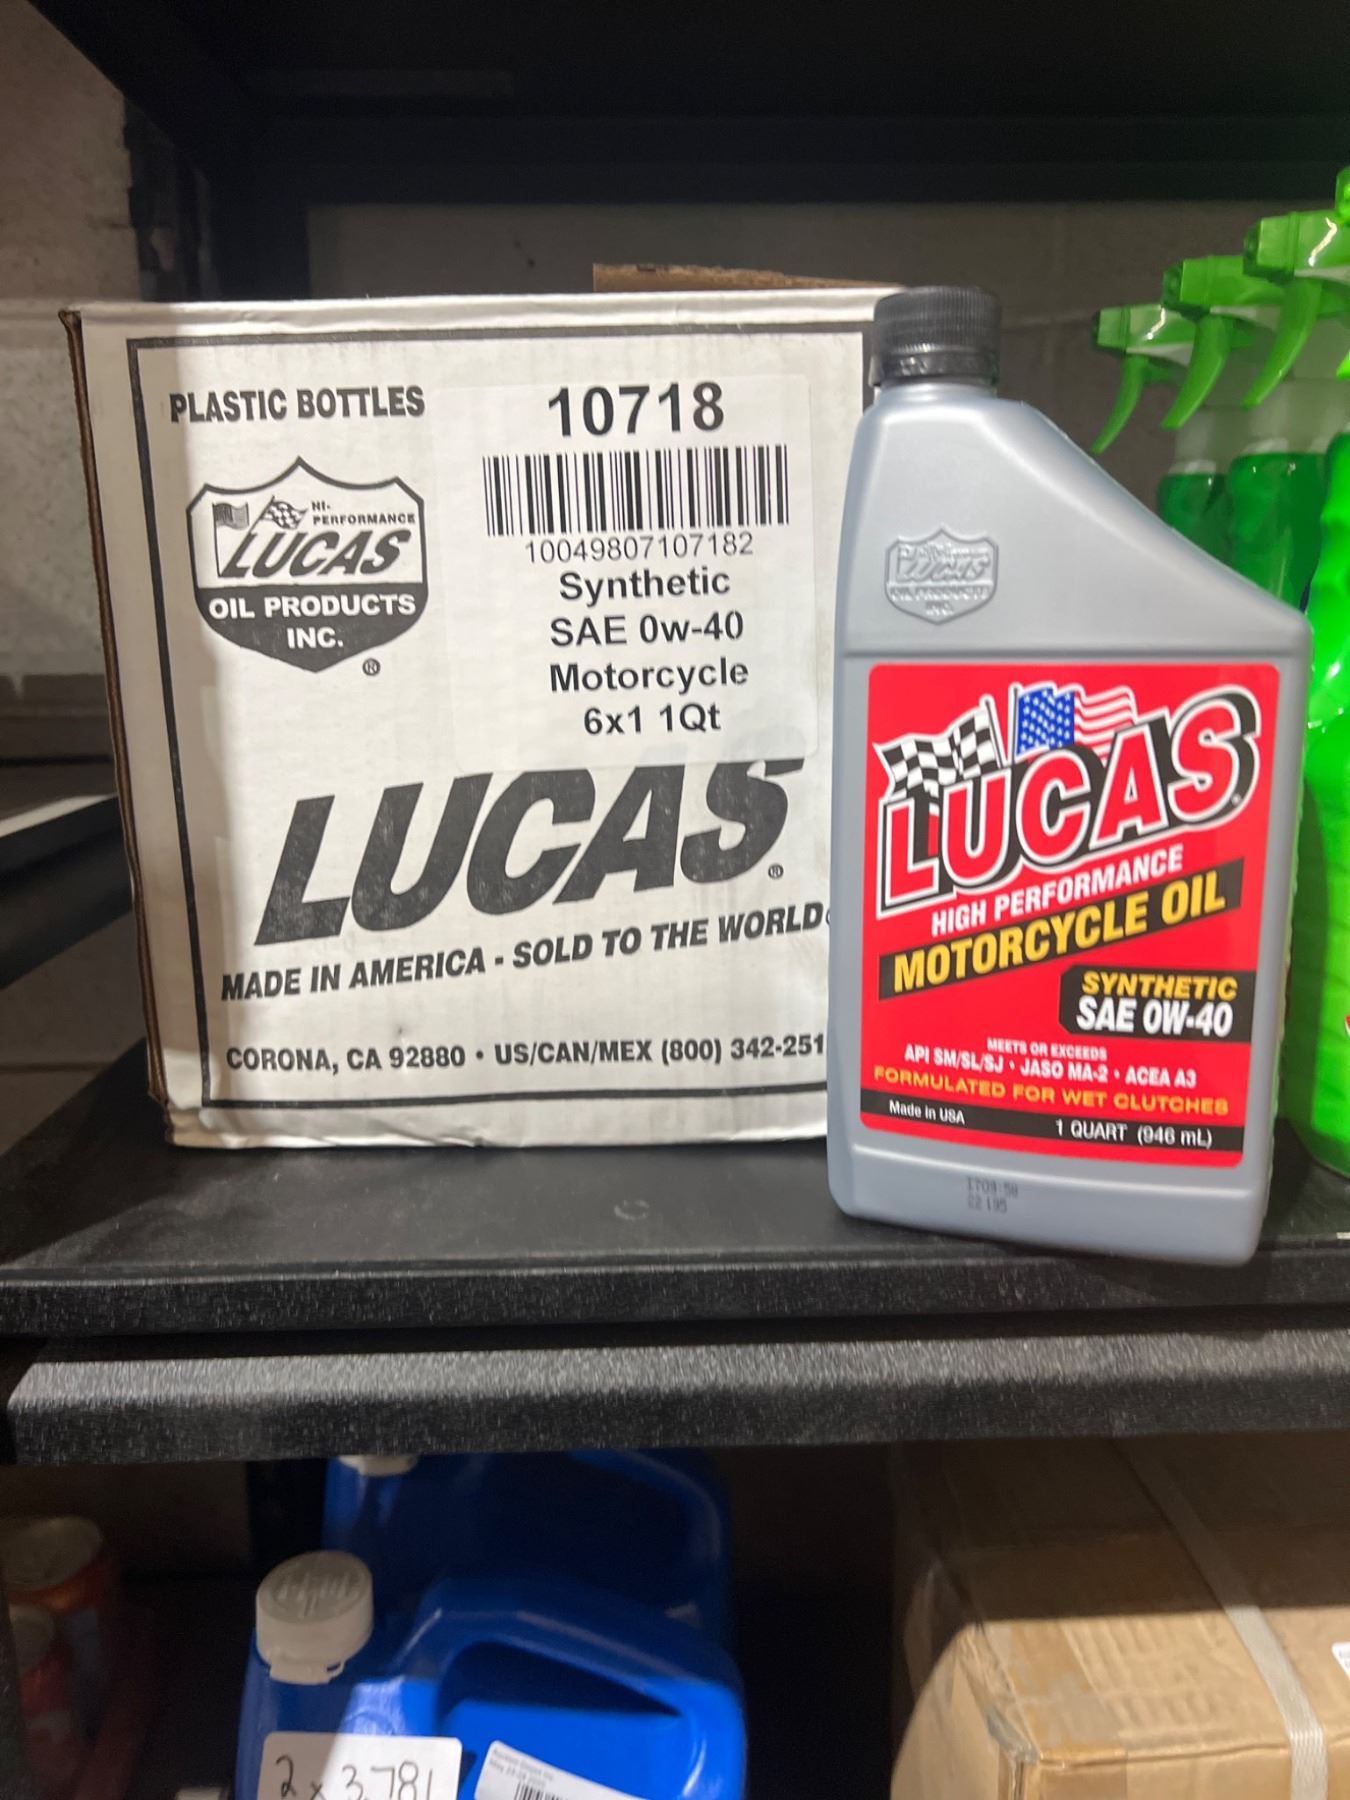 PLASTIC BOTTLES
HI-
PERFORMANCE
LUCAS
OIL PRODUCTS
INC.
®
10718
10049807107182
Synthetic
SAE 0w-40
Motorcycle
6x1 1Qt
LUCAS®
MADE IN AMERICA - SOLD TO THE WORLD
CORONA, CA 92880 • US/CAN/MEX (800) 342-251
LUCAS
OIL PRODUCTS
INC.
LUCAS
HIGH PERFORMANCE
MOTORCYCLE OIL
SYNTHETIC
SAE 0W-40
MEETS OR EXCEEDS
API SM/SL/SJ • JASO MA-2 • ACEA A3
FORMULATED FOR WET CLUTCHES
Made in USA
1 QUART (946 mL)
22 195
2 x 3.78L